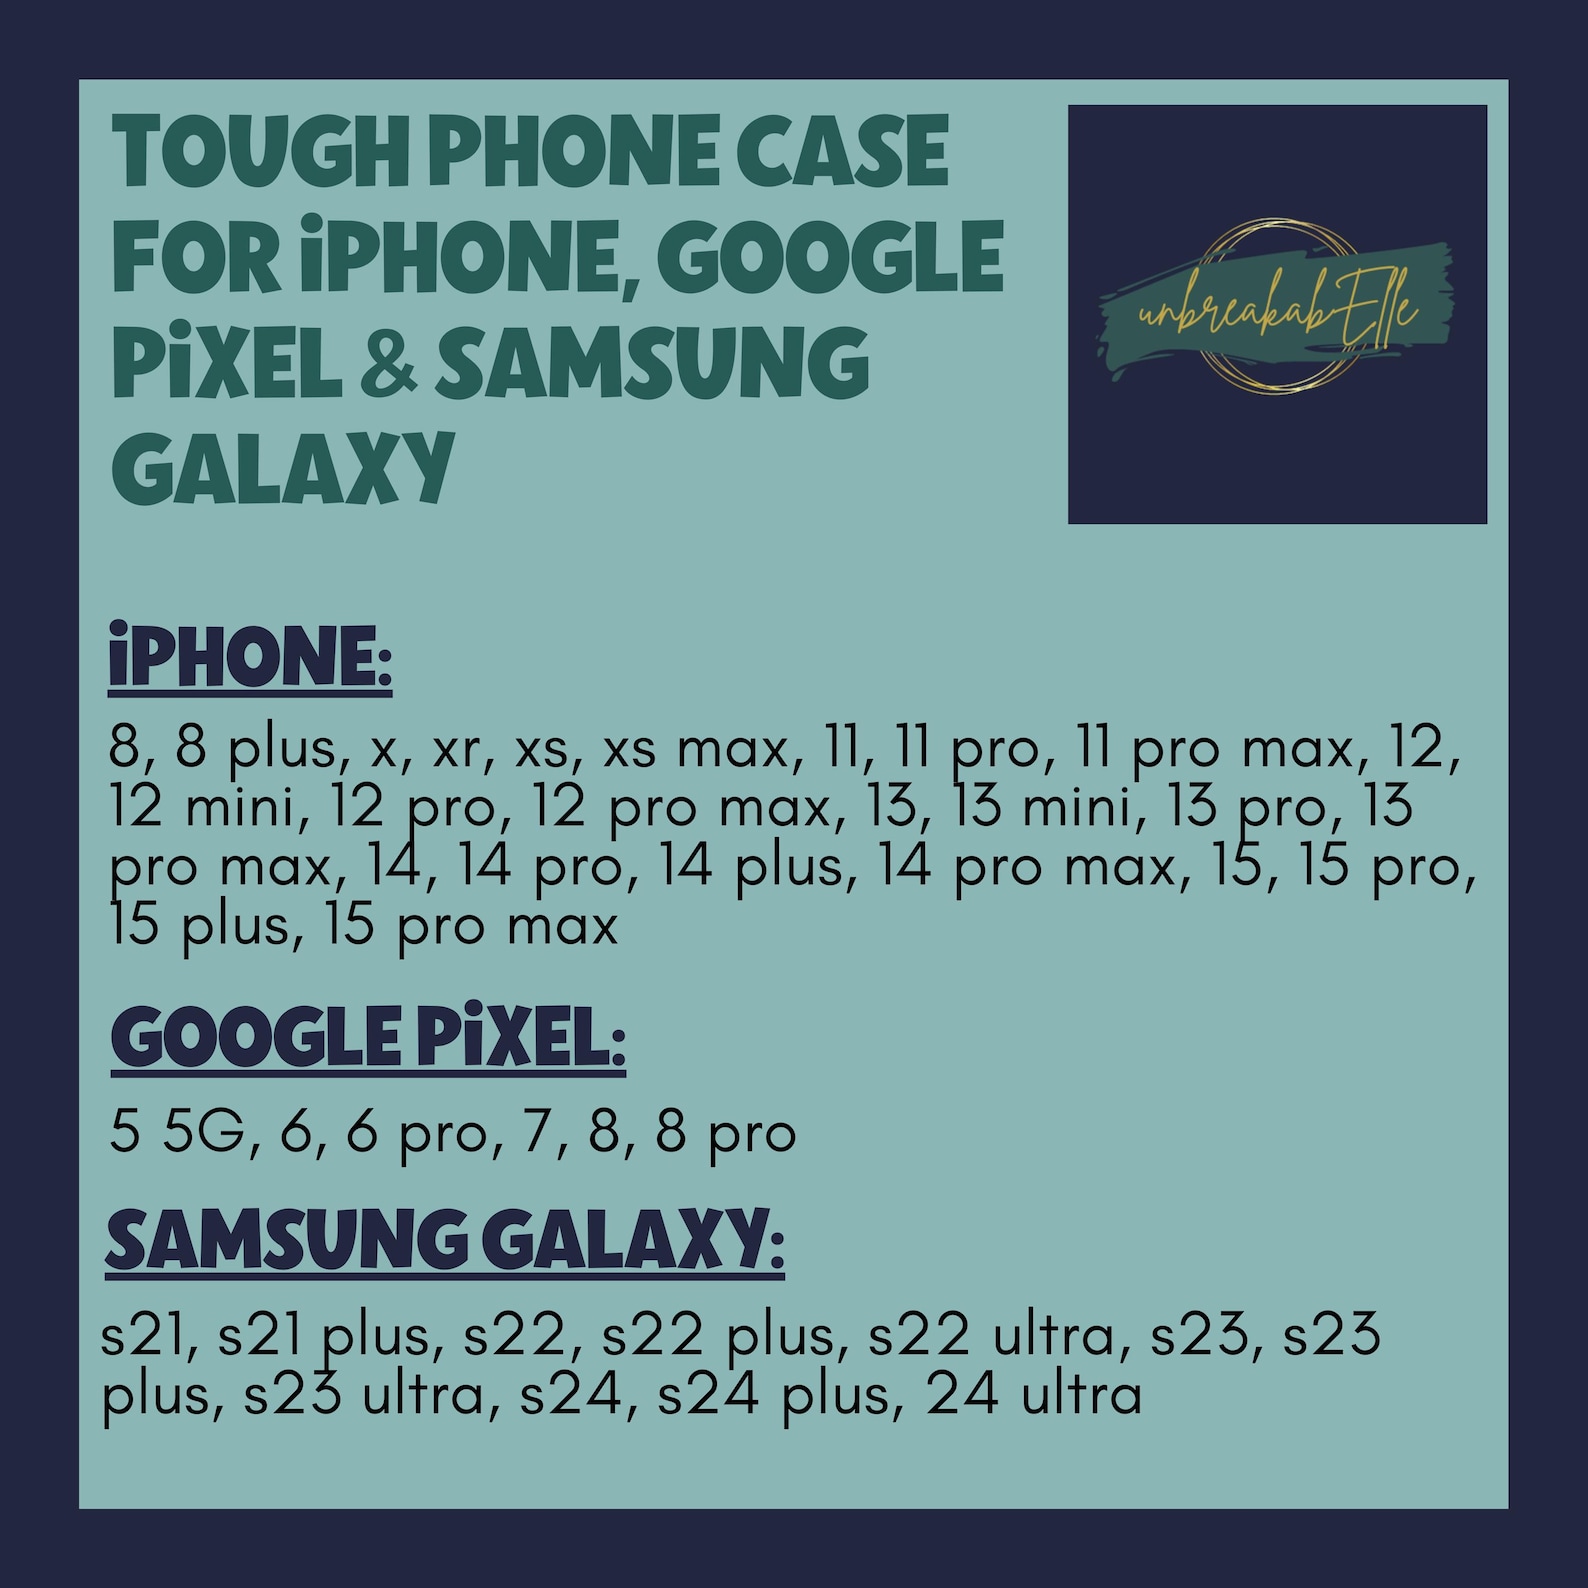 TOUGH PHONE CASE
FOR iPHONE, GOOGLE
PiXEL & SAMSUNG
GALAXY
unbreakabElle
iPHONE:
8, 8 plus, x, xr, xs, xs max, 11, 11 pro, 11 pro max, 12,
12 mini, 12 pro, 12 pro max, 13, 13 mini, 13 pro, 13
pro max, 14, 14 pro, 14 plus, 14 pro max, 15, 15 pro,
15 plus, 15 pro max
GOOGLE PiXEL:
5 5G, 6, 6 pro, 7, 8, 8 pro
SAMSUNG GALAXY:
s21, s21 plus, s22, s22 plus, s22 ultra, s23, s23
plus, s23 ultra, s24, s24 plus, 24 ultra